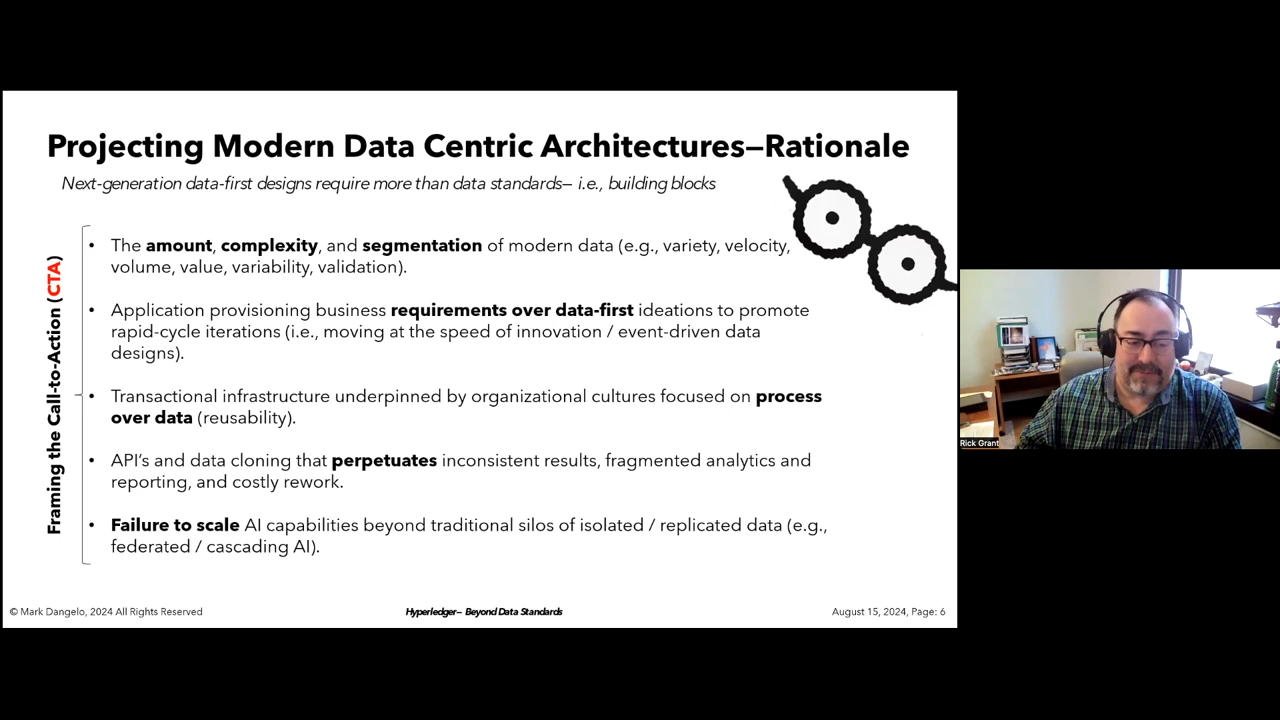 Projecting Modern Data Centric Architectures—Rationale
Next-generation data-first designs require more than data standards— i.e., building blocks
Framing the Call-to-Action (CTA)
• The amount, complexity, and segmentation of modern data (e.g., variety, velocity,
volume, value, variability, validation).
• Application provisioning business requirements over data-first ideations to promote
rapid-cycle iterations (i.e., moving at the speed of innovation / event-driven data
designs).
• Transactional infrastructure underpinned by organizational cultures focused on process
over data (reusability).
• API's and data cloning that perpetuates inconsistent results, fragmented analytics and
reporting, and costly rework.
• Failure to scale AI capabilities beyond traditional silos of isolated / replicated data (e.g.,
federated / cascading AI).
© Mark Dangelo, 2024 All Rights Reserved
Hyperledger— Beyond Data Standards
August 15, 2024, Page: 6
Rick Grant